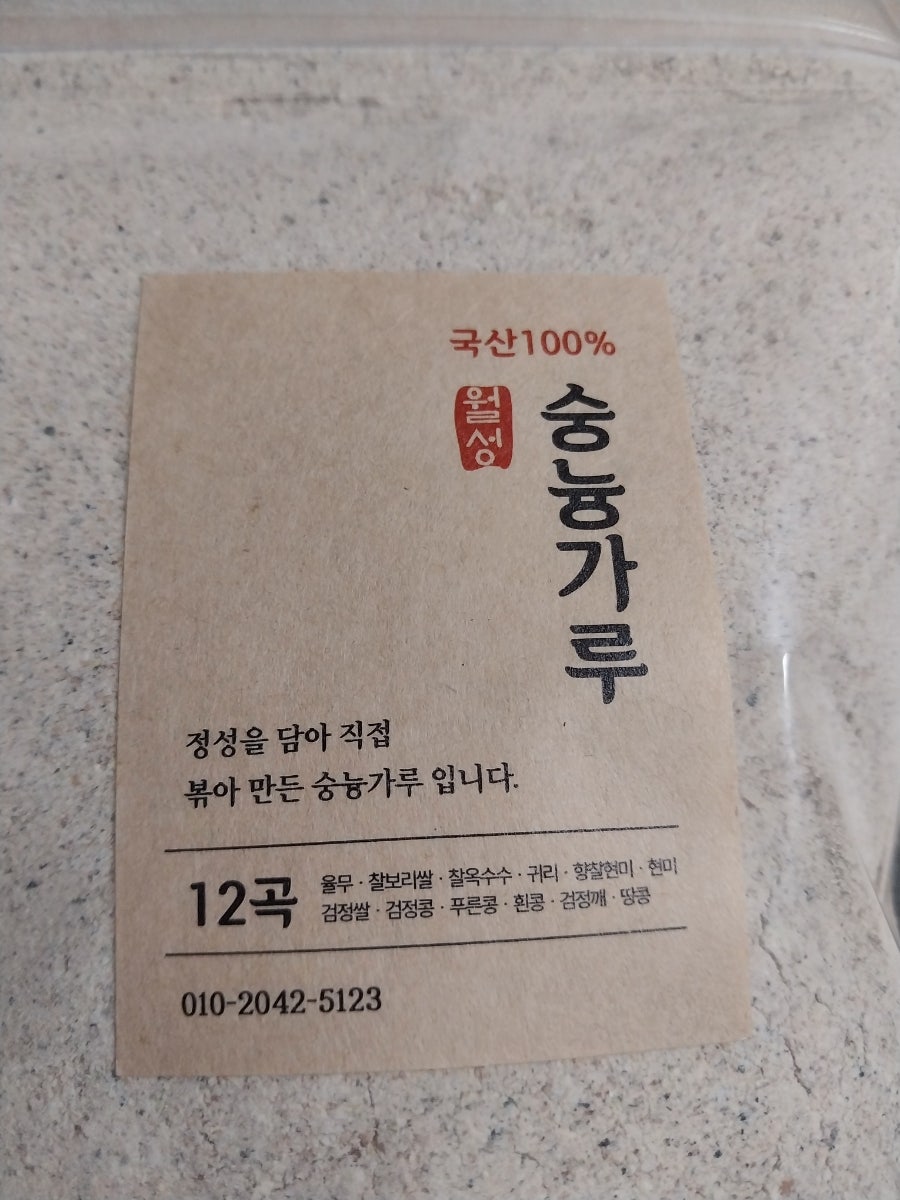 국산100%
월성
숭늉가루
정성을 담아 직접
볶아 만든 숭늉가루 입니다.
12곡
율무 · 찰보리쌀 · 찰옥수수 · 귀리 · 향찰현미 · 현미
검정쌀 · 검정콩 · 푸른콩 · 흰콩 · 검정깨 · 땅콩
010-2042-5123